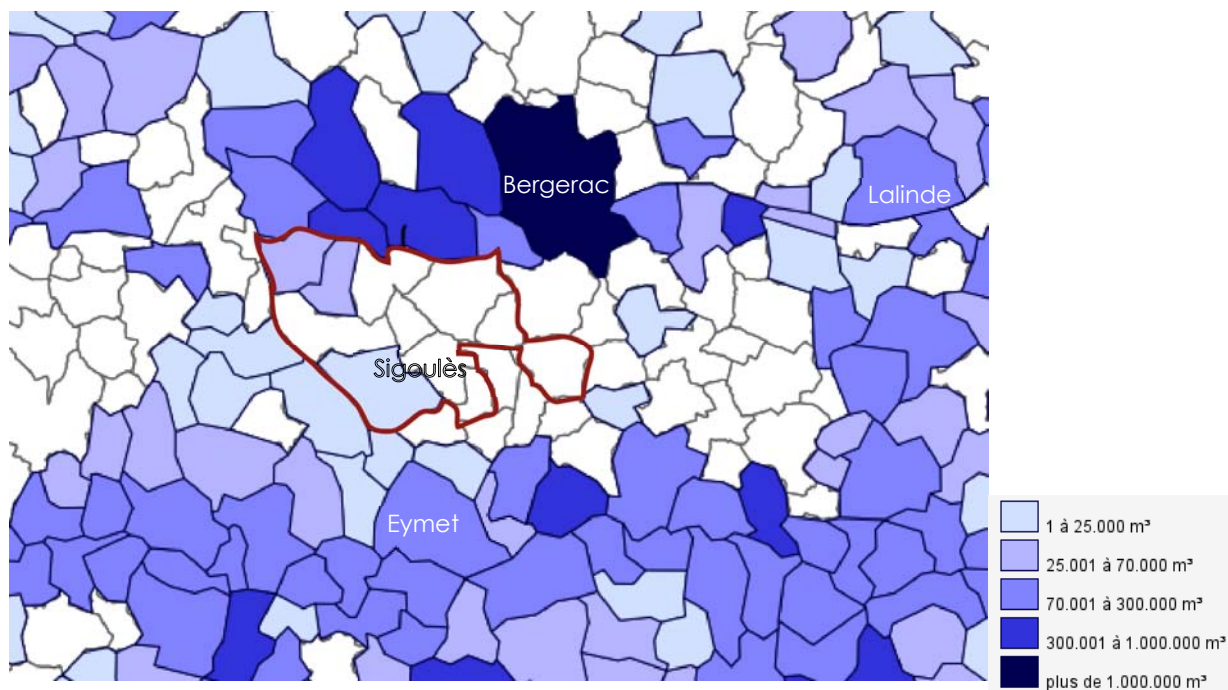 Bergerac
Lalinde
Sigoulès
Eymet
1 à 25.000 m³
25.001 à 70.000 m³
70.001 à 300.000 m³
300.001 à 1.000.000 m³
plus de 1.000.000 m³